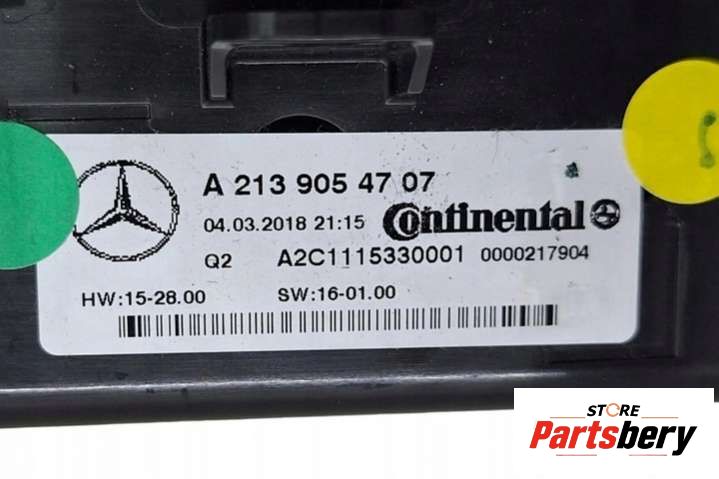 A 213 905 47 07
04.03.2018 21:15 Continental
Q2 A2C1115330001 0000217904
HW:15-28.00 SW:16-01.00
STORE
Partsbery